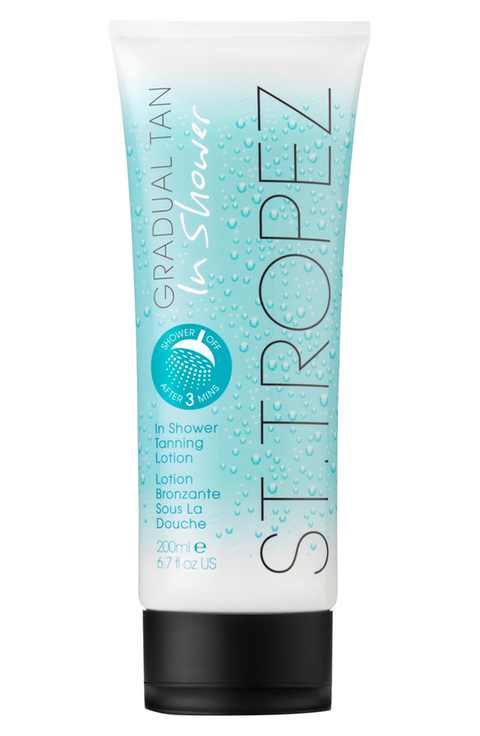 GRADUAL TAN
In Shower
ST.TROPEZ
SHOWER OFF
AFTER 3 MINS
In Shower
Tanning
Lotion
Lotion
Bronzante
Sous La
Douche
200ml e
6.7 fl oz US